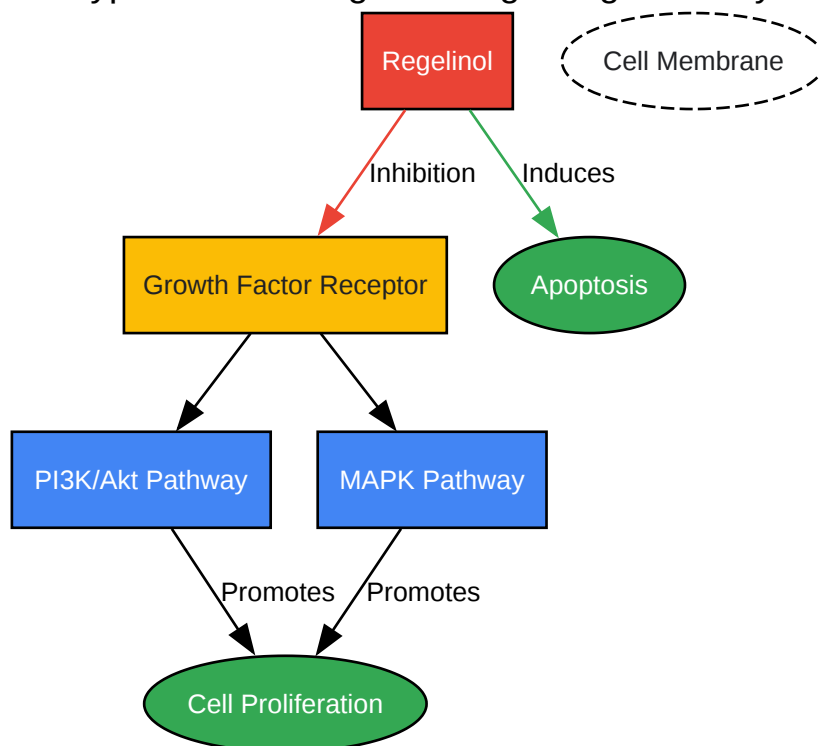 Regelinol
Cell Membrane
Inhibition
Induces
Growth Factor Receptor
Apoptosis
PI3K/Akt Pathway
MAPK Pathway
Promotes
Promotes
Cell Proliferation